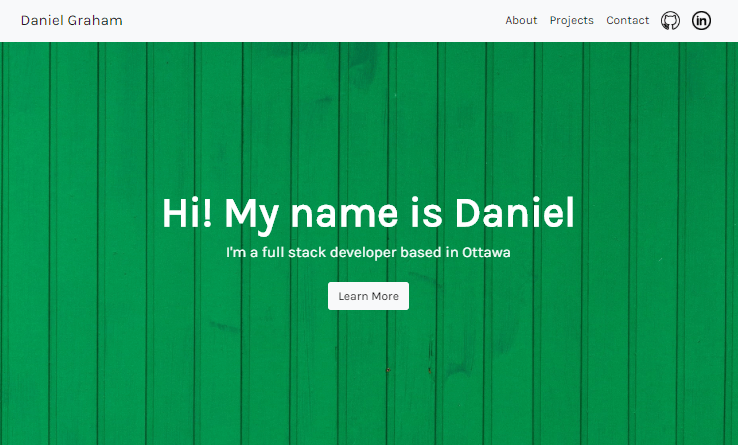 Daniel Graham
About Projects Contact in
Hi! My name is Daniel
I'm a full stack developer based in Ottawa
Learn More